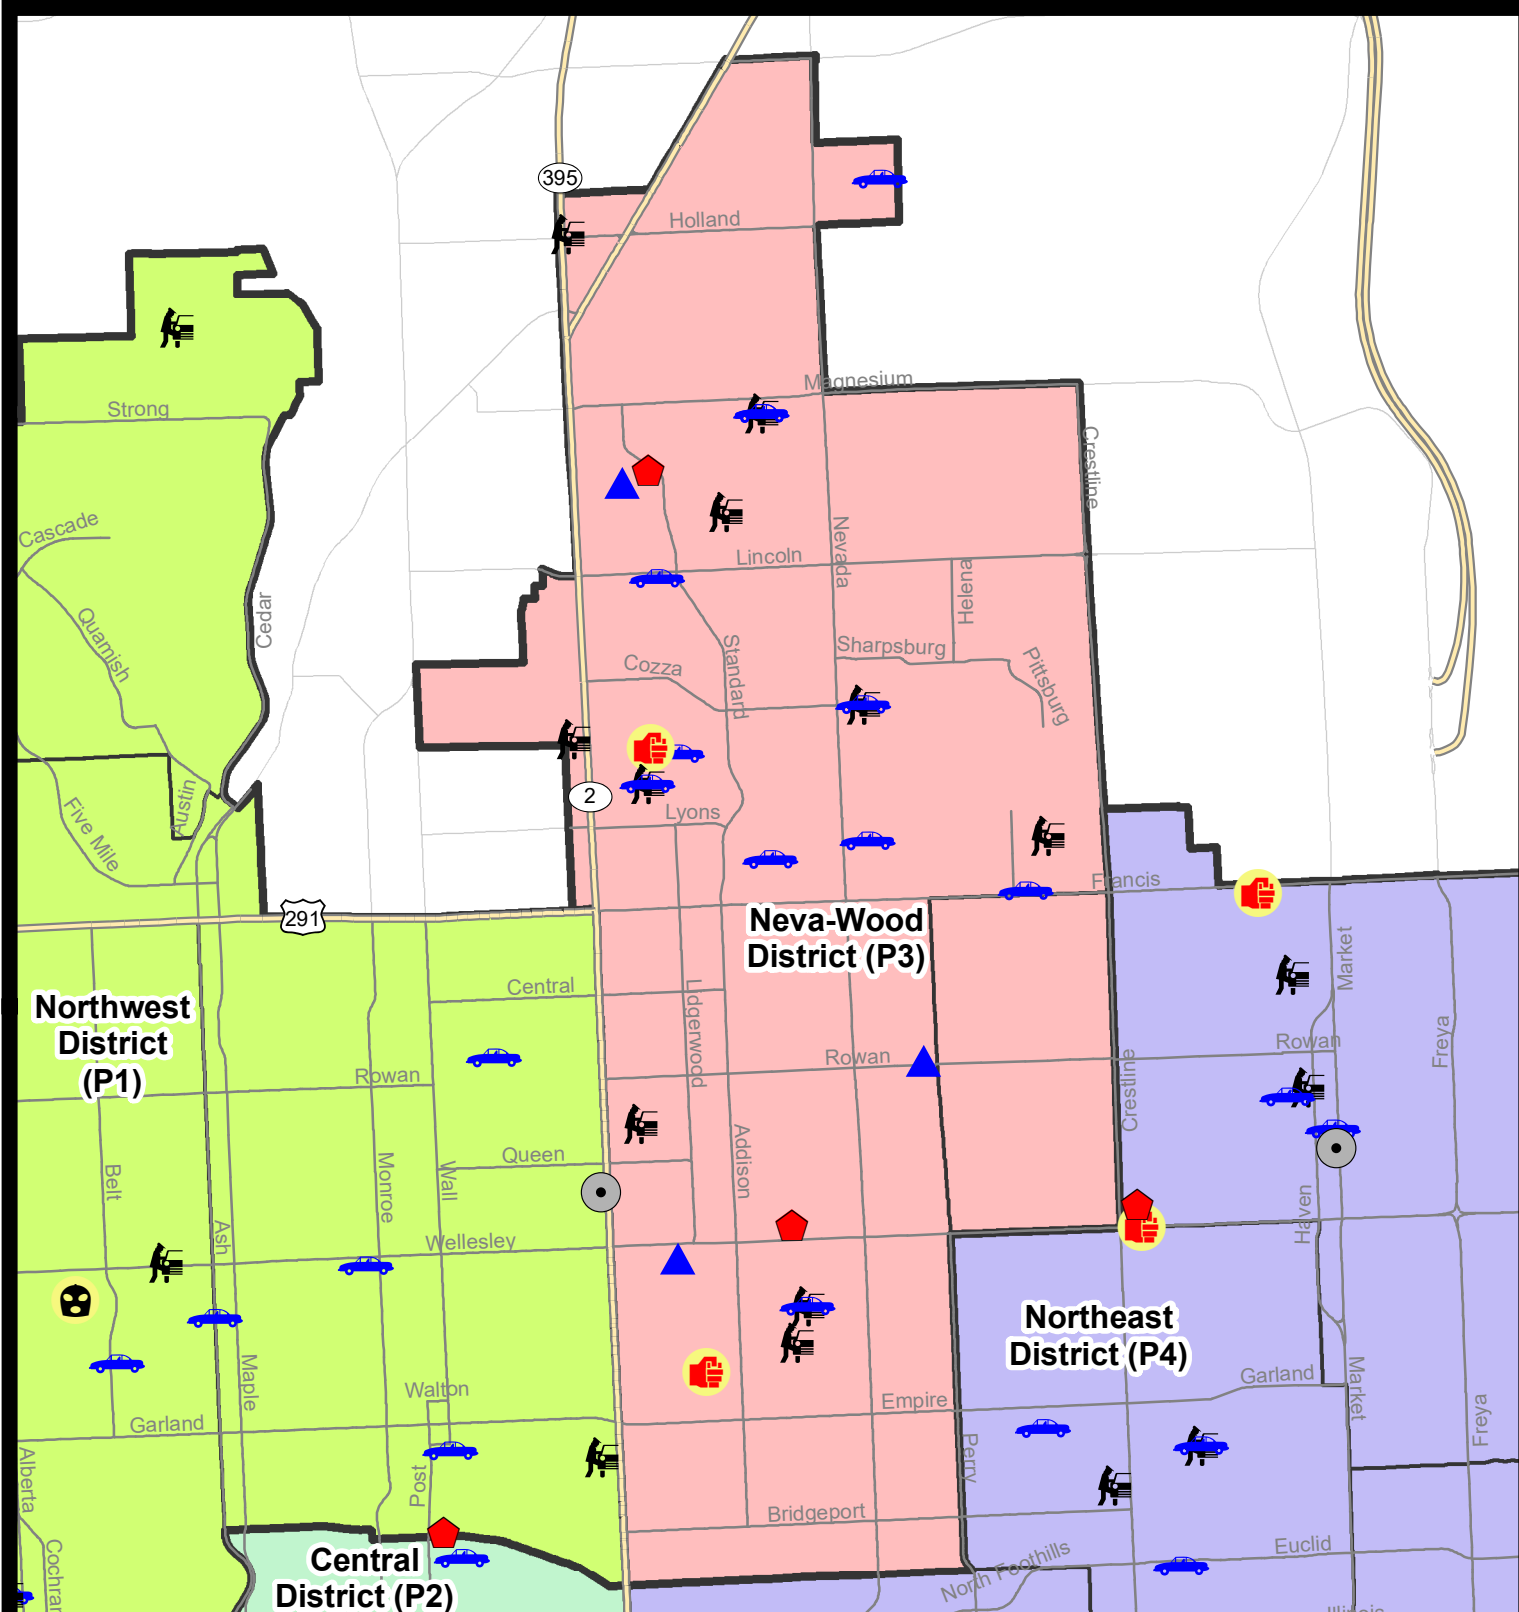 395
Holland
Magnesium
Strong
Crestline
Cascade
Nevada
Lincoln
Helena
Cedar
Quamish
Sharpsburg
Cozza
Standard
Pittsburg
2
Lyons
Austin
Five Mile
Francis
291
Neva-Wood
District (P3)
Market
Central
Lidgerwood
Northwest
District
(P1)
Freya
Rowan
Rowan
Rowan
Crestline
Addison
Queen
Belt
Monroe
Wall
Haven
Ash
Wellesley
Northeast
District (P4)
Maple
Market
Garland
Walton
Empire
Garland
Freya
Alberta
Post
Perry
Bridgeport
Euclid
Central
District (P2)
North Foothills